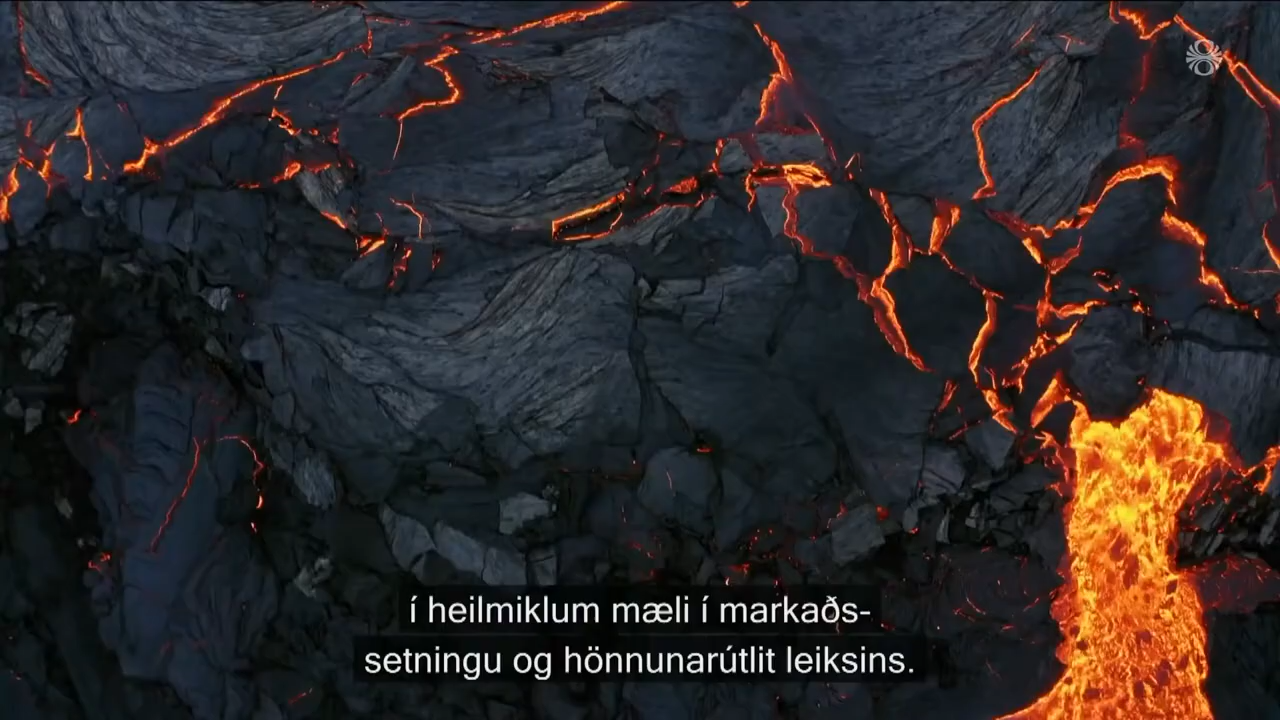 í heilmiklum mæli í markaðs-
setningu og hönnunarútlit leiksins.